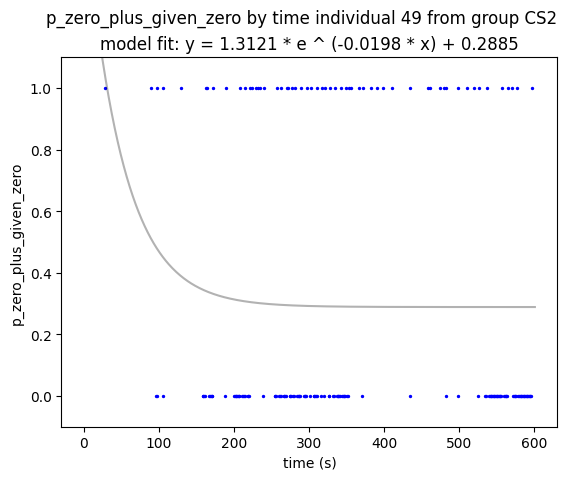 p_zero_plus_given_zero by time individual 49 from group CS2
model fit: y = 1.3121 * e ^ (-0.0198 * x) + 0.2885
p_zero_plus_given_zero
1.0
0.8
0.6
0.4
0.2
0.0
0 100 200 300 400 500 600
time (s)